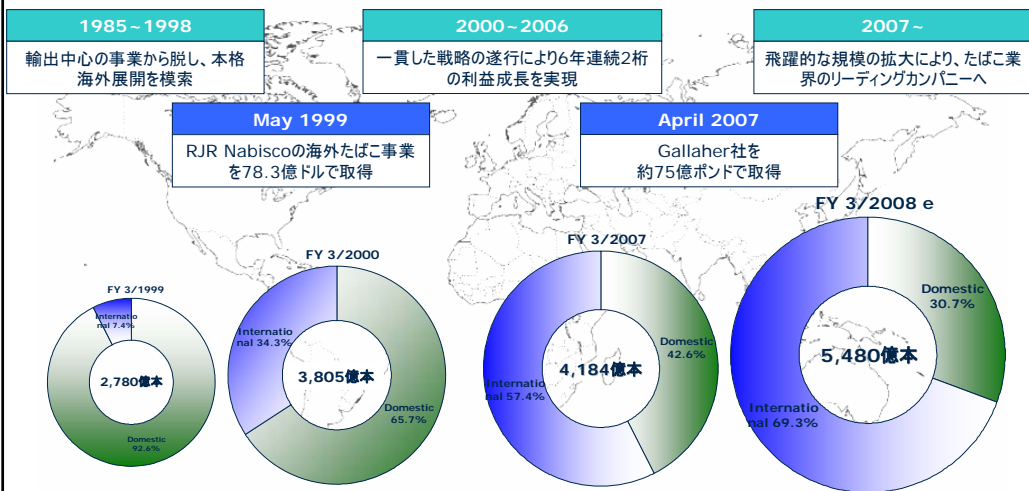 1985~1998
輸出中心の事業から脱し、本格
海外展開を模索
2000~2006
一貫した戦略の遂行により6年連続2桁
の利益成長を実現
2007~
飛躍的な規模の拡大により、たばこ業
界のリーディングカンパニーへ
May 1999
RJR Nabiscoの海外たばこ事業
を78.3億ドルで取得
April 2007
Gallaher社を
約75億ポンドで取得
FY 3/1999
Internatio
nal 7.4%
2,780億本
Domestic
92.6%
FY 3/2000
Internatio
nal 34.3%
3,805億本
Domestic
65.7%
FY 3/2007
Domestic
42.6%
4,184億本
Internatio
nal 57.4%
FY 3/2008 e
Domestic
30.7%
5,480億本
Internatio
nal 69.3%